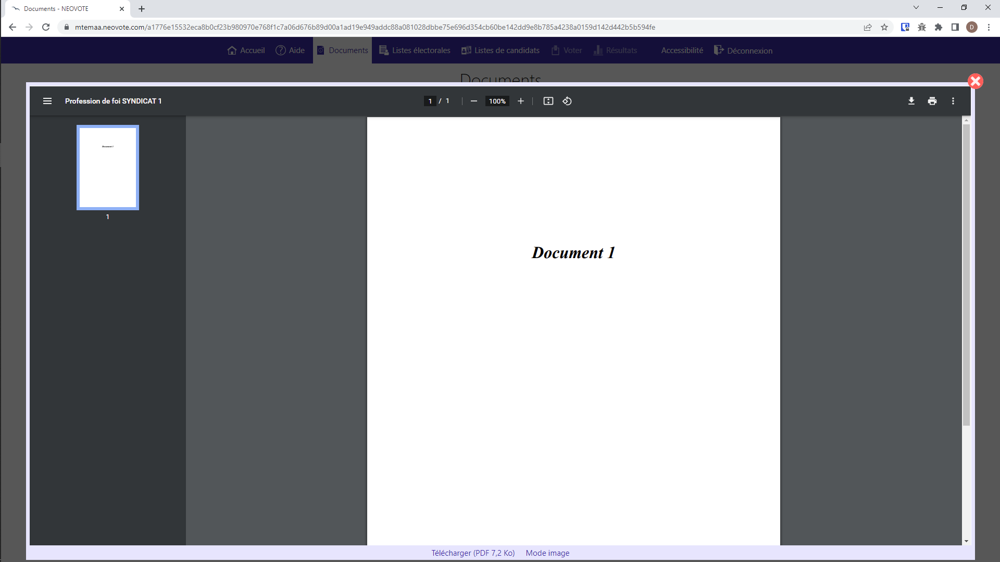 Documents - NEOVOTE
mtemaa.neovote.com/a1776e15532eca8b0cf23b980970e768f1c7a06d676b89d00a1ad19e949addc88a081028dbbe75e696d354cb60be142dd9e8b785a4238a0159d142d442b5b594fe
D
Accueil Aide Documents Listes électorales Listes de candidats Voter Résultats Accessibilité Déconnexion
Documents
Profession de foi SYNDICAT 1
1 / 1
100%
Document 1
1
Document 1
Télécharger (PDF 7,2 Ko) Mode image